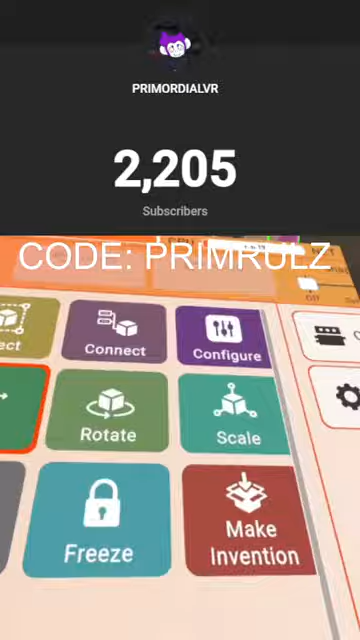 PRIMORDIALVR
2,205
Subscribers
CODE: PRIMRULZ
Connect
Configure
Rotate
Scale
Freeze
Make
Invention